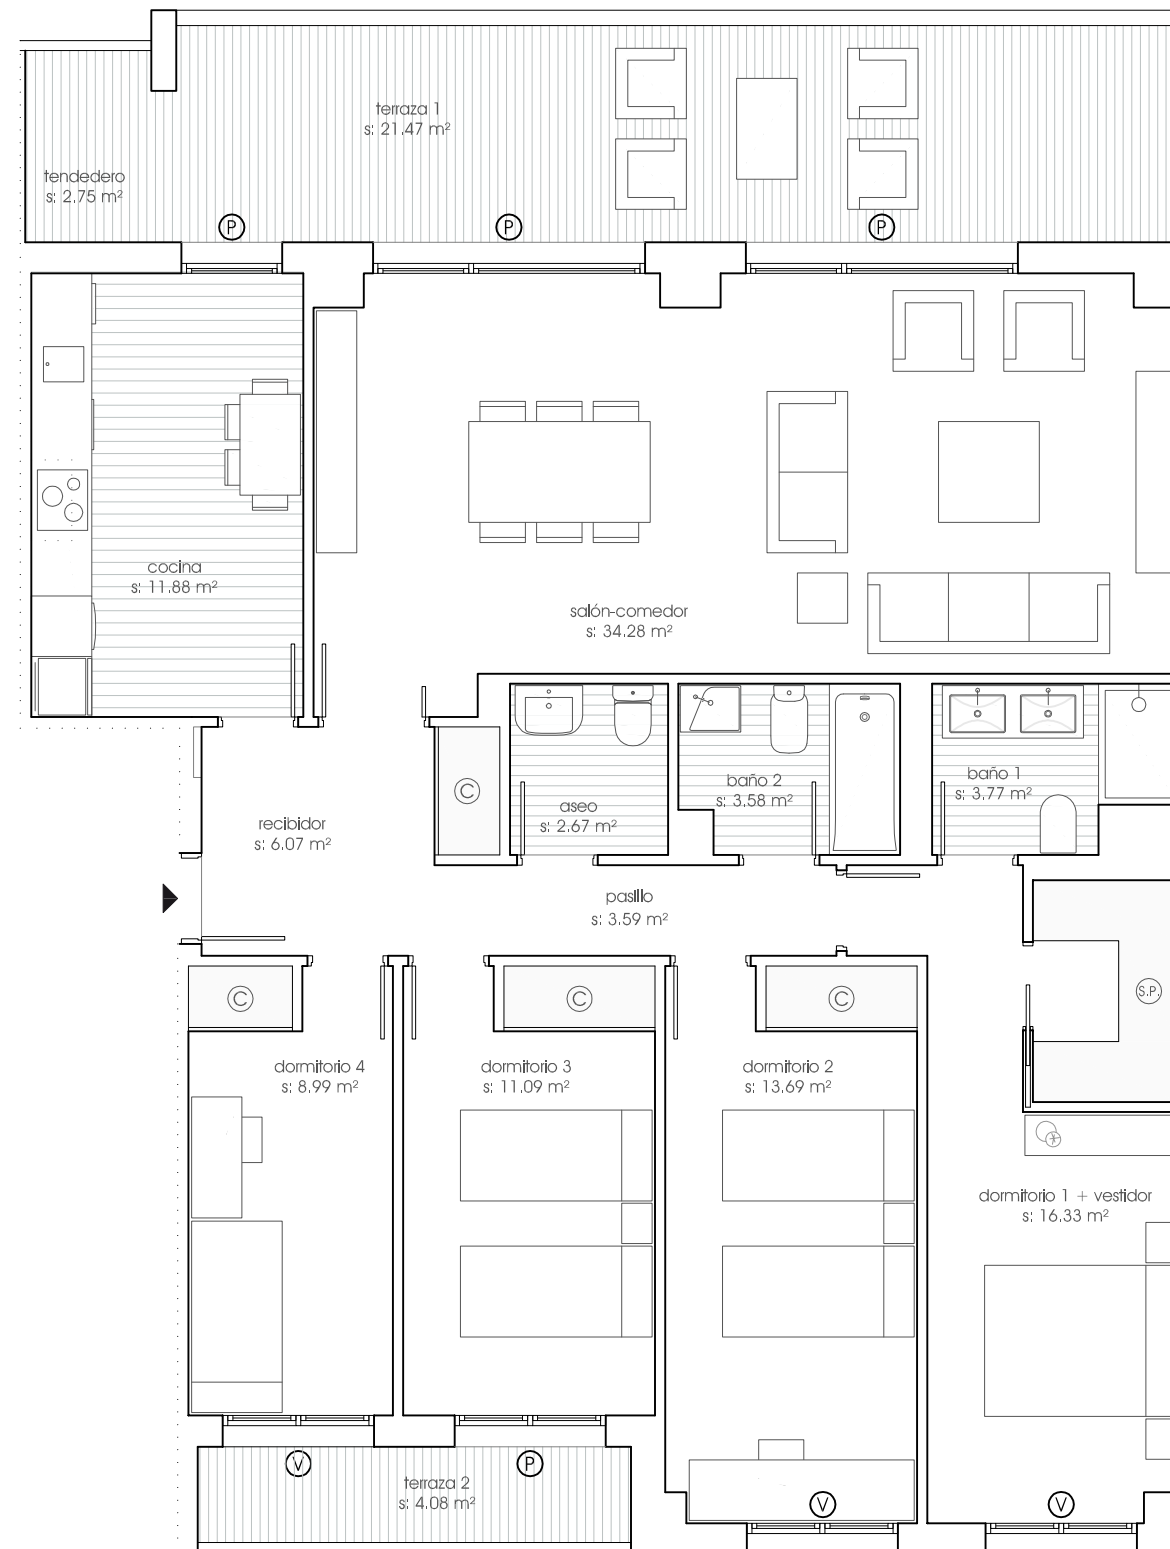 terraza 1
s: 21.47 m²
tendedero
s: 2.75 m²
P
P
P
cocina
s: 11.88 m²
salón-comedor
s: 34.28 m²
C
aseo
s: 2.67 m²
baño 2
s: 3.58 m²
baño 1
s: 3.77 m²
recibidor
s: 6.07 m²
pasillo
s: 3.59 m²
C
C
C
S.P.
dormitorio 4
s: 8.99 m²
dormitorio 3
s: 11.09 m²
dormitorio 2
s: 13.69 m²
dormitorio 1 + vestidor
s: 16.33 m²
V
P
terraza 2
s: 4.08 m²
V
V